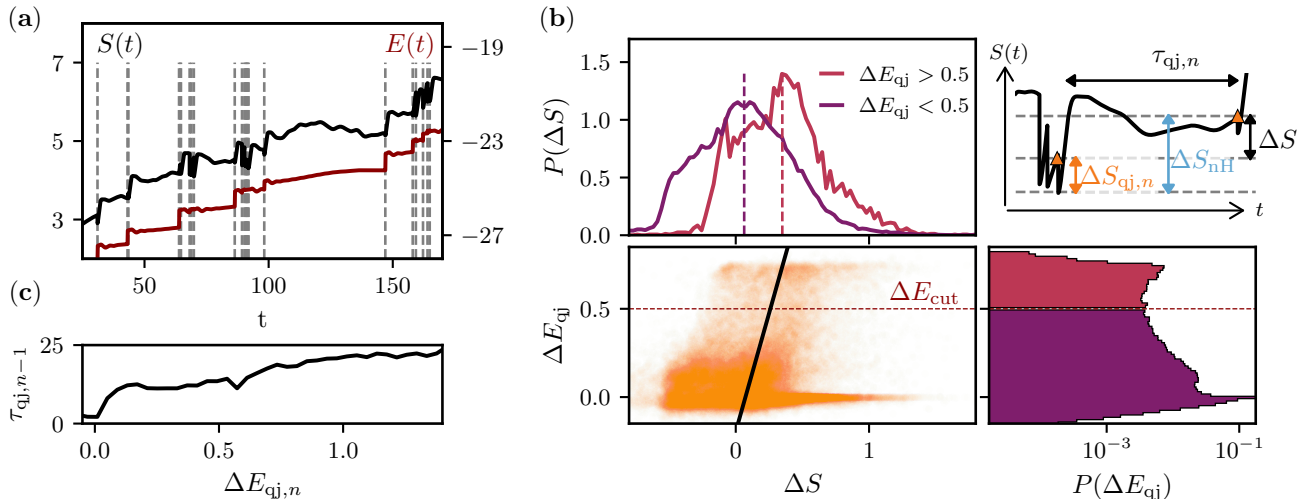 (a)
S(t)
E(t)
7
5
3
−19
−23
−27
50
100
150
t
(b)
1.5
1.0
0.5
0.0
P(ΔS)
ΔE_qj > 0.5
ΔE_qj < 0.5
S(t)
τ_qj,n
ΔS
ΔS_nH
ΔS_qj,n
t
ΔE_cut
ΔE_qj
0.5
0.0
0
1
ΔS
10^−3
10^−1
P(ΔE_qj)
(c)
25
0
τ_qj,n−1
0.0
0.5
1.0
ΔE_qj,n